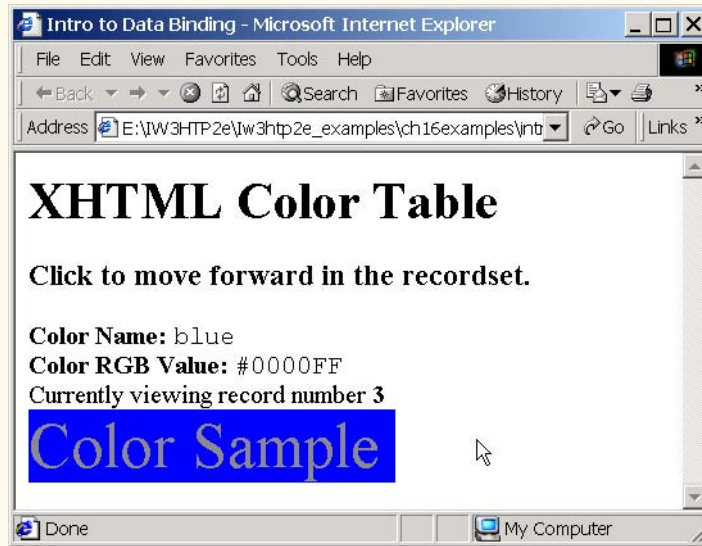 Intro to Data Binding - Microsoft Internet Explorer
File Edit View Favorites Tools Help
Back Search Favorites History
Address E:\IW3HTP2e\Iw3htp2e_examples\ch16examples\intr Go Links
XHTML Color Table
Click to move forward in the recordset.
Color Name: blue
Color RGB Value: #0000FF
Currently viewing record number 3
Color Sample
Done My Computer